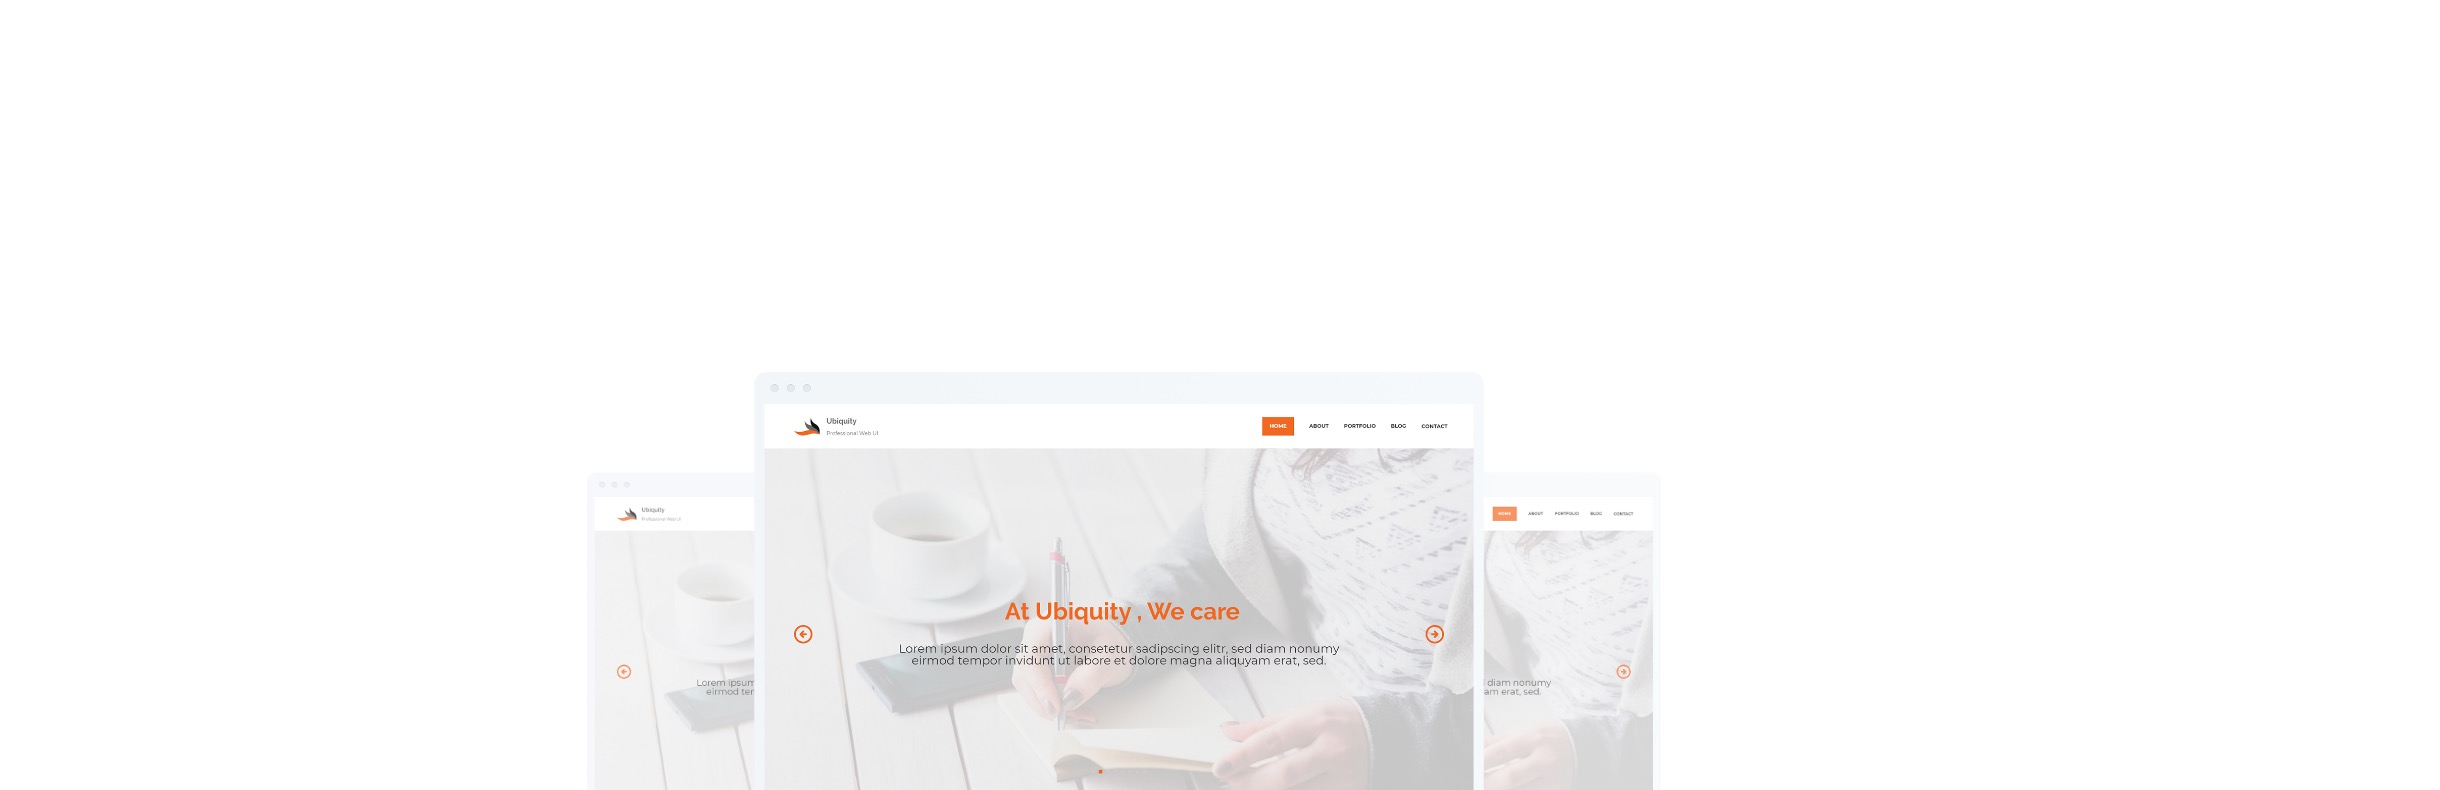 Ubiquity
Professional Web UI
HOME ABOUT PORTFOLIO BLOG CONTACT
At Ubiquity , We care
Lorem ipsum dolor sit amet, consetetur sadipscing elitr, sed diam nonumy
eirmod tempor invidunt ut labore et dolore magna aliquyam erat, sed.
Ubiquity
Professional Web UI
Lorem ipsum
eirmod ter
HOME ABOUT PORTFOLIO BLOG CONTACT
diam nonumy
am erat, sed.